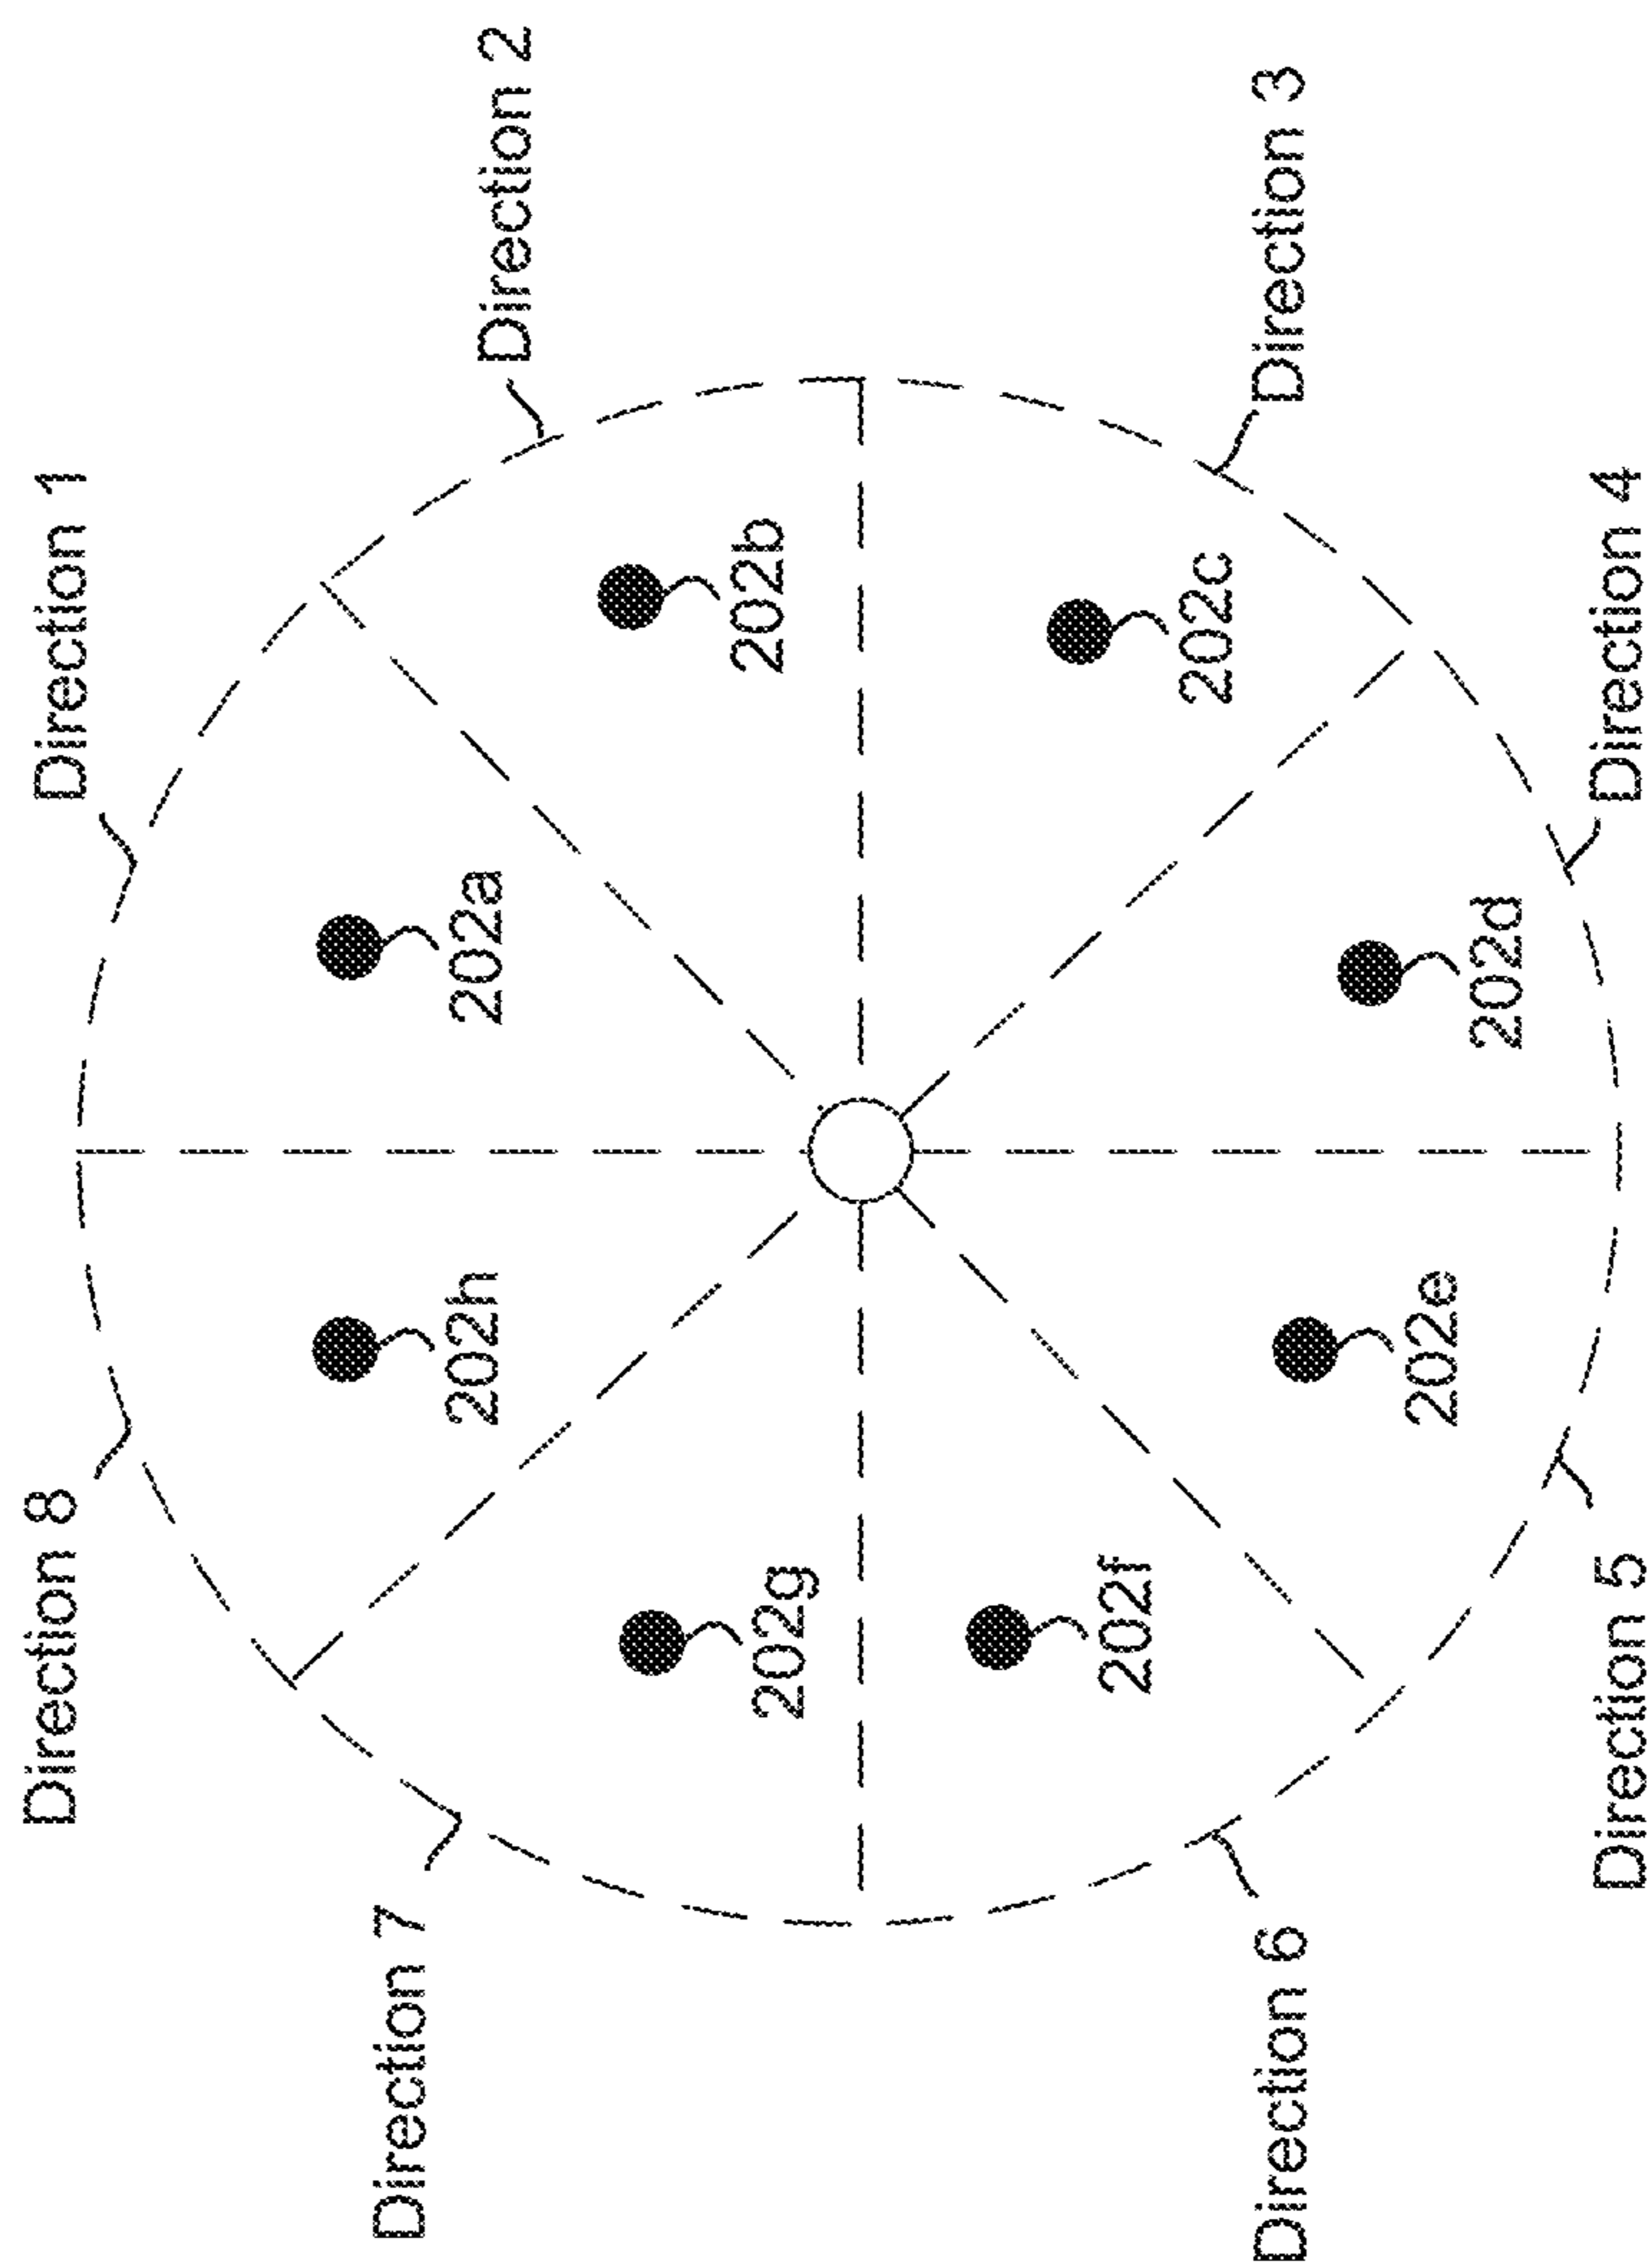 Direction 1
Direction 2
Direction 3
Direction 4
Direction 5
Direction 6
Direction 7
Direction 8
202a
202b
202c
202d
202e
202f
202g
202h